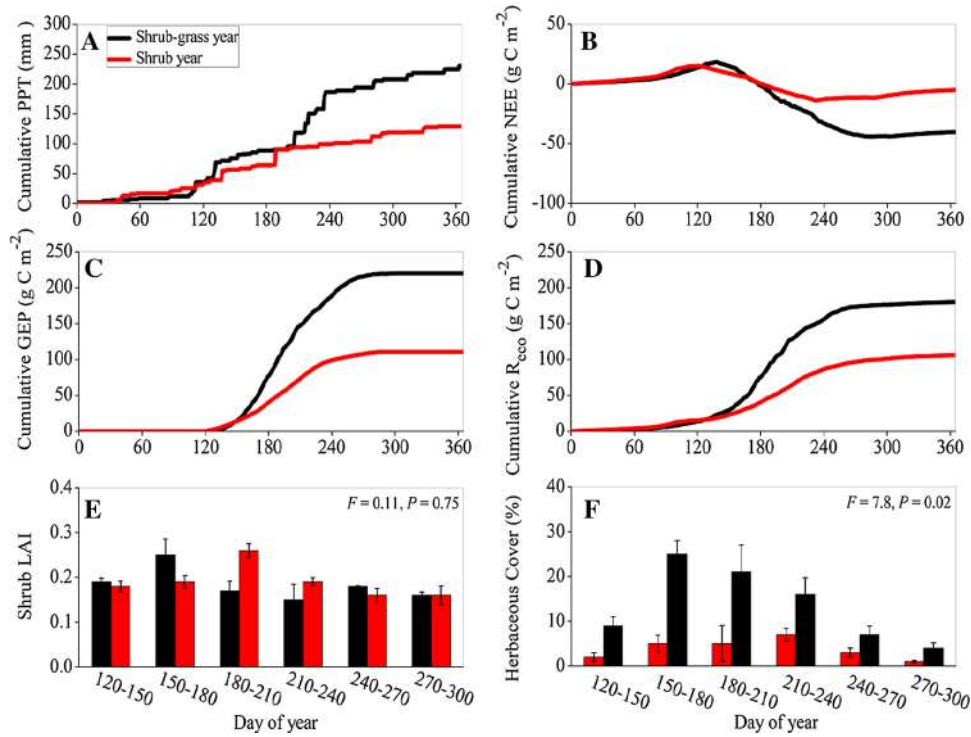 A
Shrub-grass year
Shrub year
Cumulative PPT (mm)
300
250
200
150
100
50
0
0 60 120 180 240 300 360
B
Cumulative NEE (g C m⁻²)
50
0
-50
-100
0 60 120 180 240 300 360
C
Cumulative GEP (g C m⁻²)
250
200
150
100
50
0
0 60 120 180 240 300 360
D
Cumulative Reco (g C m⁻²)
250
200
150
100
50
0
0 60 120 180 240 300 360
E
F = 0.11, P = 0.75
Shrub LAI
0.4
0.3
0.2
0.1
0.0
120-150 150-180 180-210 210-240 240-270 270-300
Day of year
F
F = 7.8, P = 0.02
Herbaceous Cover (%)
40
30
20
10
0
120-150 150-180 180-210 210-240 240-270 270-300
Day of year